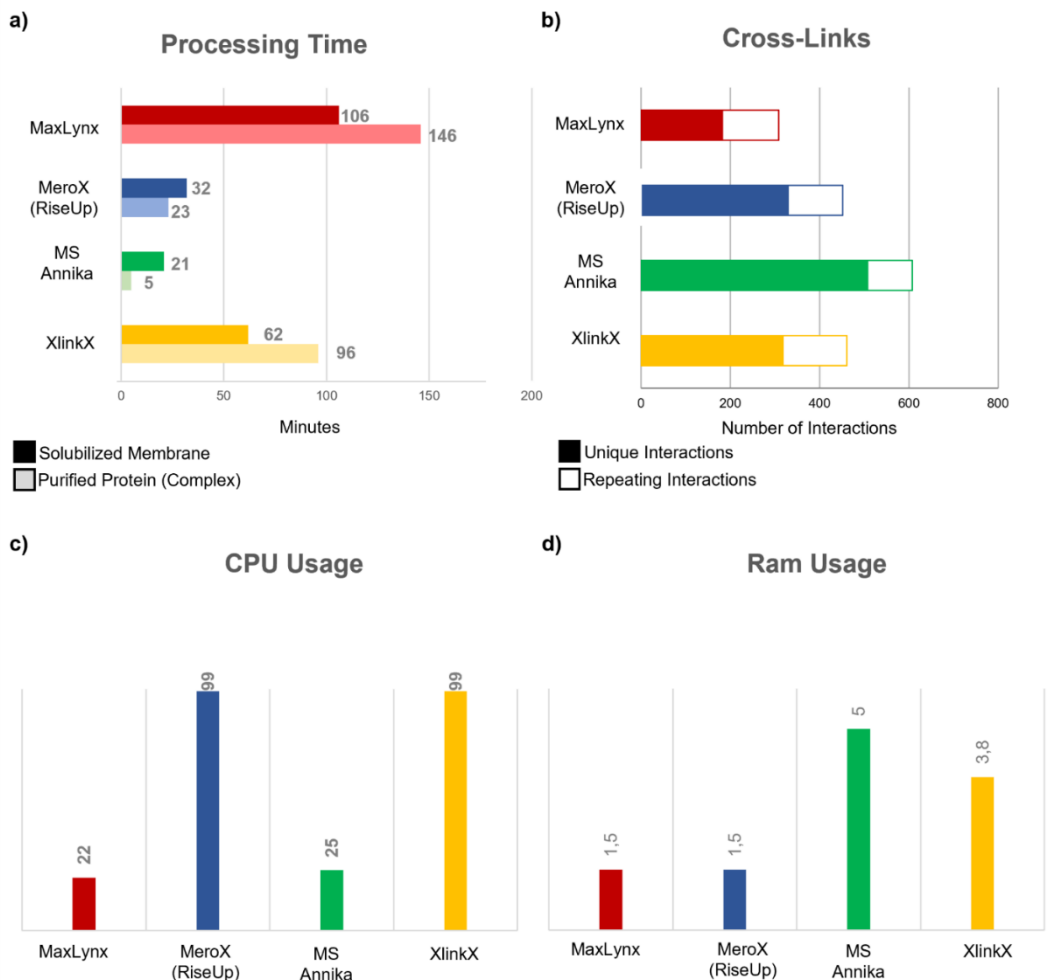 a)
Processing Time
MaxLynx
106
146
MeroX
(RiseUp)
32
23
MS
Annika
21
5
XlinkX
62
96
0 50 100 150 200
Minutes
Solubilized Membrane
Purified Protein (Complex)
b)
Cross-Links
MaxLynx
MeroX
(RiseUp)
MS
Annika
XlinkX
0 200 400 600 800
Number of Interactions
Unique Interactions
Repeating Interactions
c)
CPU Usage
22
99
25
99
MaxLynx MeroX MS XlinkX
(RiseUp) Annika
d)
Ram Usage
1,5
1,5
5
3,8
MaxLynx MeroX MS XlinkX
(RiseUp) Annika